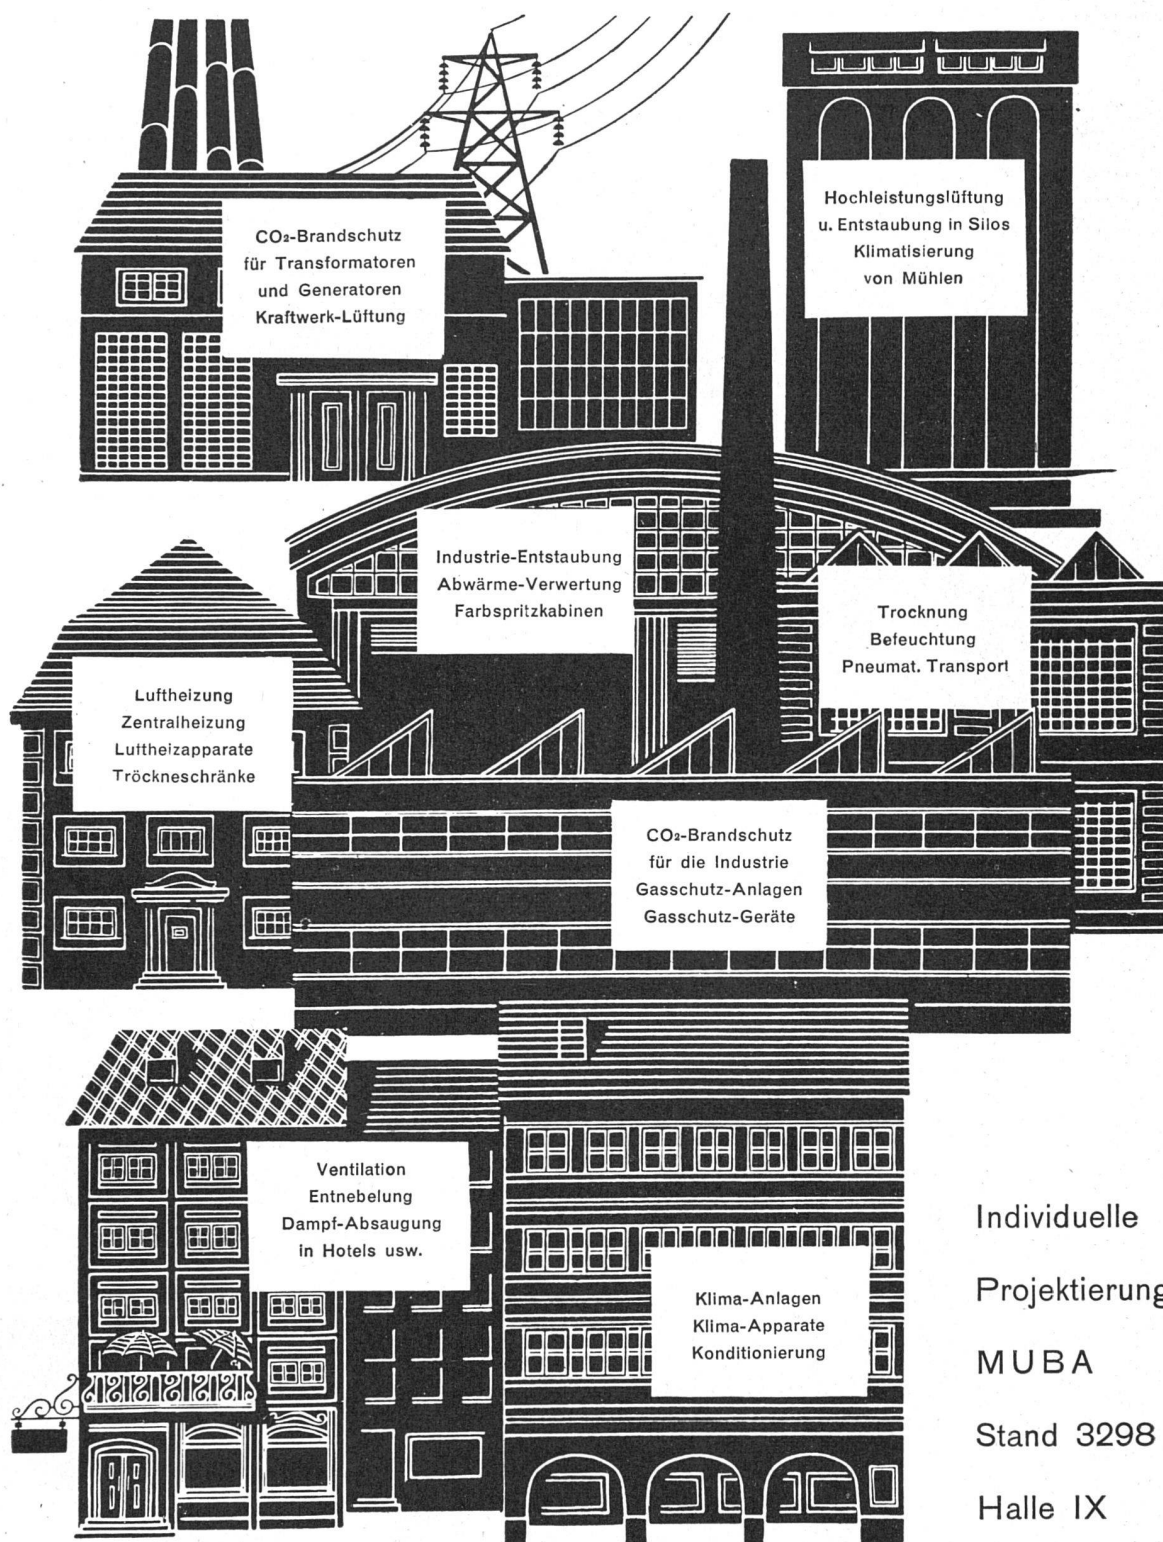 CO₂-Brandschutz
für Transformatoren
und Generatoren
Kraftwerk-Lüftung
Hochleistungslüftung
u. Entstaubung in Silos
Klimatisierung
von Mühlen
Industrie-Entstaubung
Abwärme-Verwertung
Farbspritzkabinen
Trocknung
Befeuchtung
Pneumat. Transport
Luftheizung
Zentralheizung
Luftheizapparate
Tröckneschränke
CO₂-Brandschutz
für die Industrie
Gasschutz-Anlagen
Gasschutz-Geräte
Ventilation
Entnebelung
Dampf-Absaugung
in Hotels usw.
Klima-Anlagen
Klima-Apparate
Konditionierung
Individuelle
Projektierung
MUBA
Stand 3298
Halle IX